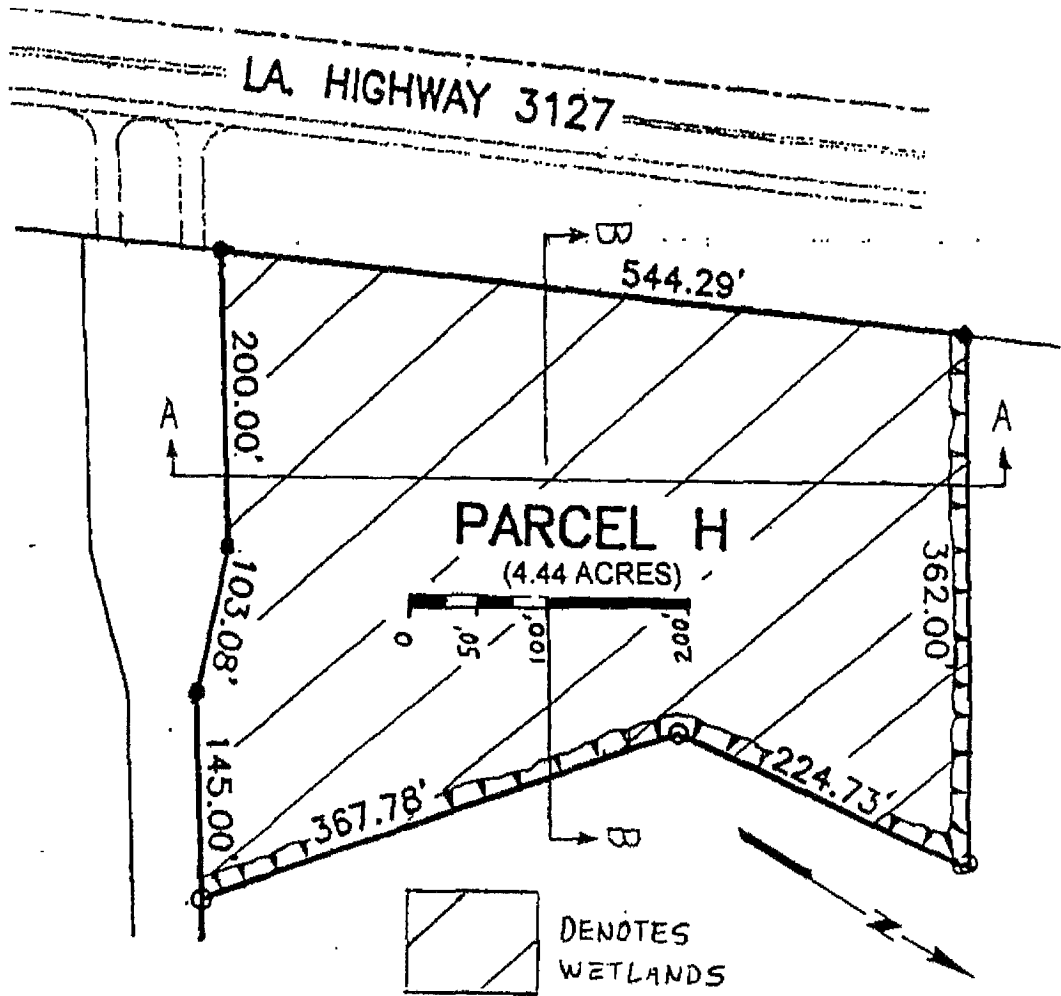 LA. HIGHWAY 3127
B
544.29'
200.00'
A
A
PARCEL H
(4.44 ACRES)
0
50'
100'
200'
103.08'
362.00'
145.00'
367.78'
224.73'
B
N
DENOTES
WETLANDS